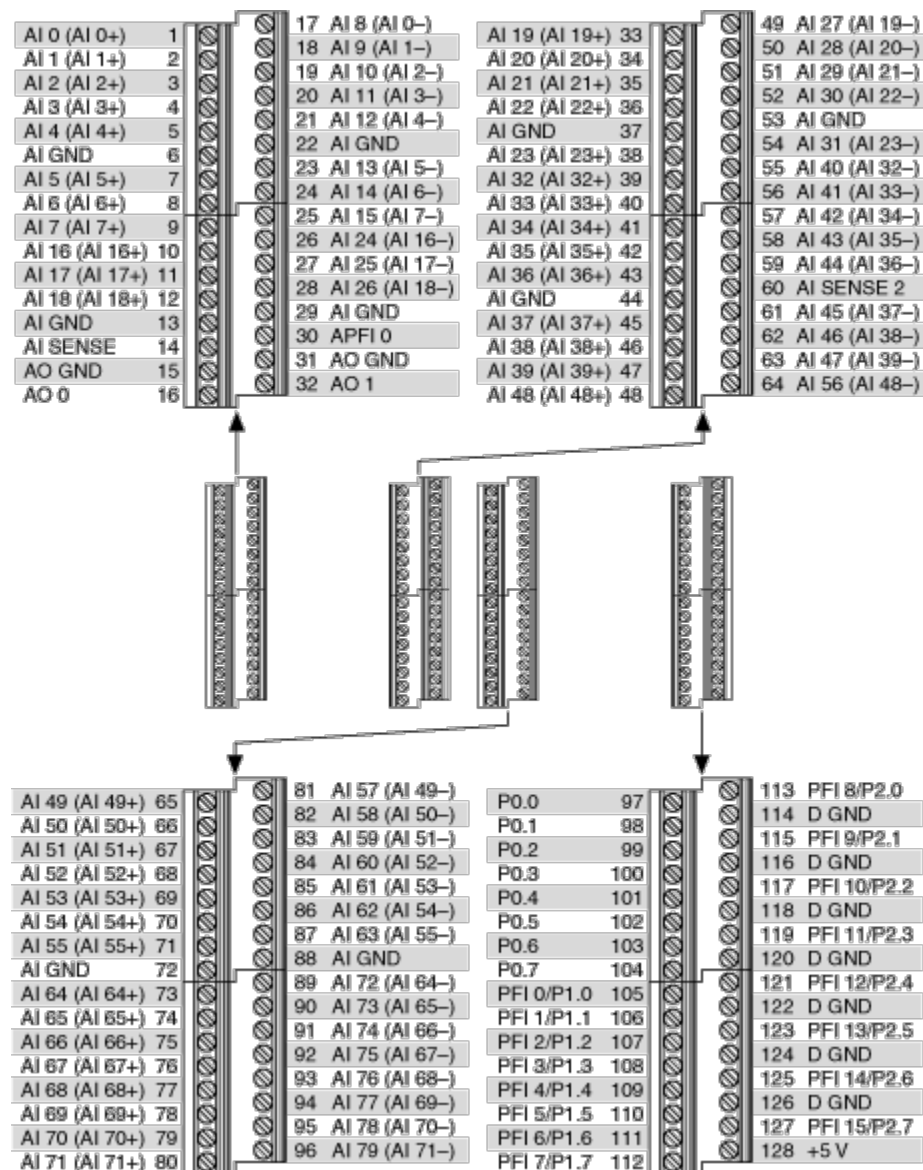 AI 0 (AI 0+) 1
AI 1 (AI 1+) 2
AI 2 (AI 2+) 3
AI 3 (AI 3+) 4
AI 4 (AI 4+) 5
AI GND 6
AI 5 (AI 5+) 7
AI 6 (AI 6+) 8
AI 7 (AI 7+) 9
AI 16 (AI 16+) 10
AI 17 (AI 17+) 11
AI 18 (AI 18+) 12
AI GND 13
AI SENSE 14
AO GND 15
AO 0 16
17 AI 8 (AI 0–)
18 AI 9 (AI 1–)
19 AI 10 (AI 2–)
20 AI 11 (AI 3–)
21 AI 12 (AI 4–)
22 AI GND
23 AI 13 (AI 5–)
24 AI 14 (AI 6–)
25 AI 15 (AI 7–)
26 AI 24 (AI 16–)
27 AI 25 (AI 17–)
28 AI 26 (AI 18–)
29 AI GND
30 APFI 0
31 AO GND
32 AO 1
AI 19 (AI 19+) 33
AI 20 (AI 20+) 34
AI 21 (AI 21+) 35
AI 22 (AI 22+) 36
AI GND 37
AI 23 (AI 23+) 38
AI 32 (AI 32+) 39
AI 33 (AI 33+) 40
AI 34 (AI 34+) 41
AI 35 (AI 35+) 42
AI 36 (AI 36+) 43
AI GND 44
AI 37 (AI 37+) 45
AI 38 (AI 38+) 46
AI 39 (AI 39+) 47
AI 48 (AI 48+) 48
49 AI 27 (AI 19–)
50 AI 28 (AI 20–)
51 AI 29 (AI 21–)
52 AI 30 (AI 22–)
53 AI GND
54 AI 31 (AI 23–)
55 AI 40 (AI 32–)
56 AI 41 (AI 33–)
57 AI 42 (AI 34–)
58 AI 43 (AI 35–)
59 AI 44 (AI 36–)
60 AI SENSE 2
61 AI 45 (AI 37–)
62 AI 46 (AI 38–)
63 AI 47 (AI 39–)
64 AI 56 (AI 48–)
AI 49 (AI 49+) 65
AI 50 (AI 50+) 66
AI 51 (AI 51+) 67
AI 52 (AI 52+) 68
AI 53 (AI 53+) 69
AI 54 (AI 54+) 70
AI 55 (AI 55+) 71
AI GND 72
AI 64 (AI 64+) 73
AI 65 (AI 65+) 74
AI 66 (AI 66+) 75
AI 67 (AI 67+) 76
AI 68 (AI 68+) 77
AI 69 (AI 69+) 78
AI 70 (AI 70+) 79
AI 71 (AI 71+) 80
81 AI 57 (AI 49–)
82 AI 58 (AI 50–)
83 AI 59 (AI 51–)
84 AI 60 (AI 52–)
85 AI 61 (AI 53–)
86 AI 62 (AI 54–)
87 AI 63 (AI 55–)
88 AI GND
89 AI 72 (AI 64–)
90 AI 73 (AI 65–)
91 AI 74 (AI 66–)
92 AI 75 (AI 67–)
93 AI 76 (AI 68–)
94 AI 77 (AI 69–)
95 AI 78 (AI 70–)
96 AI 79 (AI 71–)
P0.0 97
P0.1 98
P0.2 99
P0.3 100
P0.4 101
P0.5 102
P0.6 103
P0.7 104
PFI 0/P1.0 105
PFI 1/P1.1 106
PFI 2/P1.2 107
PFI 3/P1.3 108
PFI 4/P1.4 109
PFI 5/P1.5 110
PFI 6/P1.6 111
PFI 7/P1.7 112
113 PFI 8/P2.0
114 D GND
115 PFI 9/P2.1
116 D GND
117 PFI 10/P2.2
118 D GND
119 PFI 11/P2.3
120 D GND
121 PFI 12/P2.4
122 D GND
123 PFI 13/P2.5
124 D GND
125 PFI 14/P2.6
126 D GND
127 PFI 15/P2.7
128 +5 V